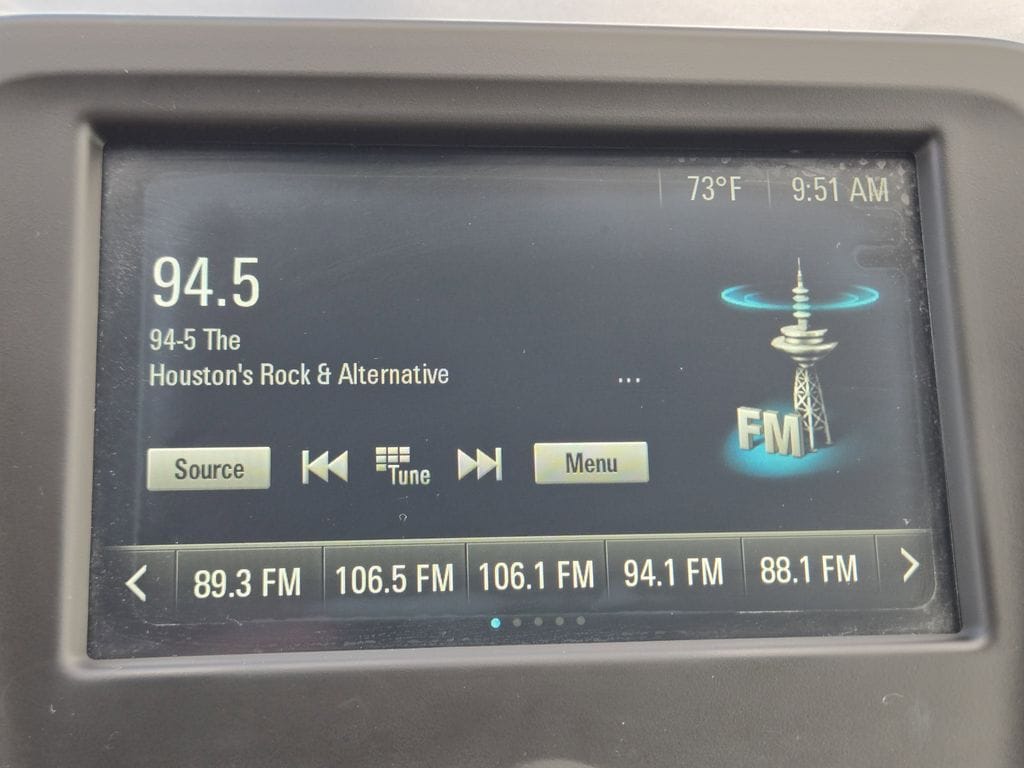 73°F 9:51 AM
94.5
94-5 The
Houston's Rock & Alternative ...
FM
Source Tune Menu
89.3 FM 106.5 FM 106.1 FM 94.1 FM 88.1 FM